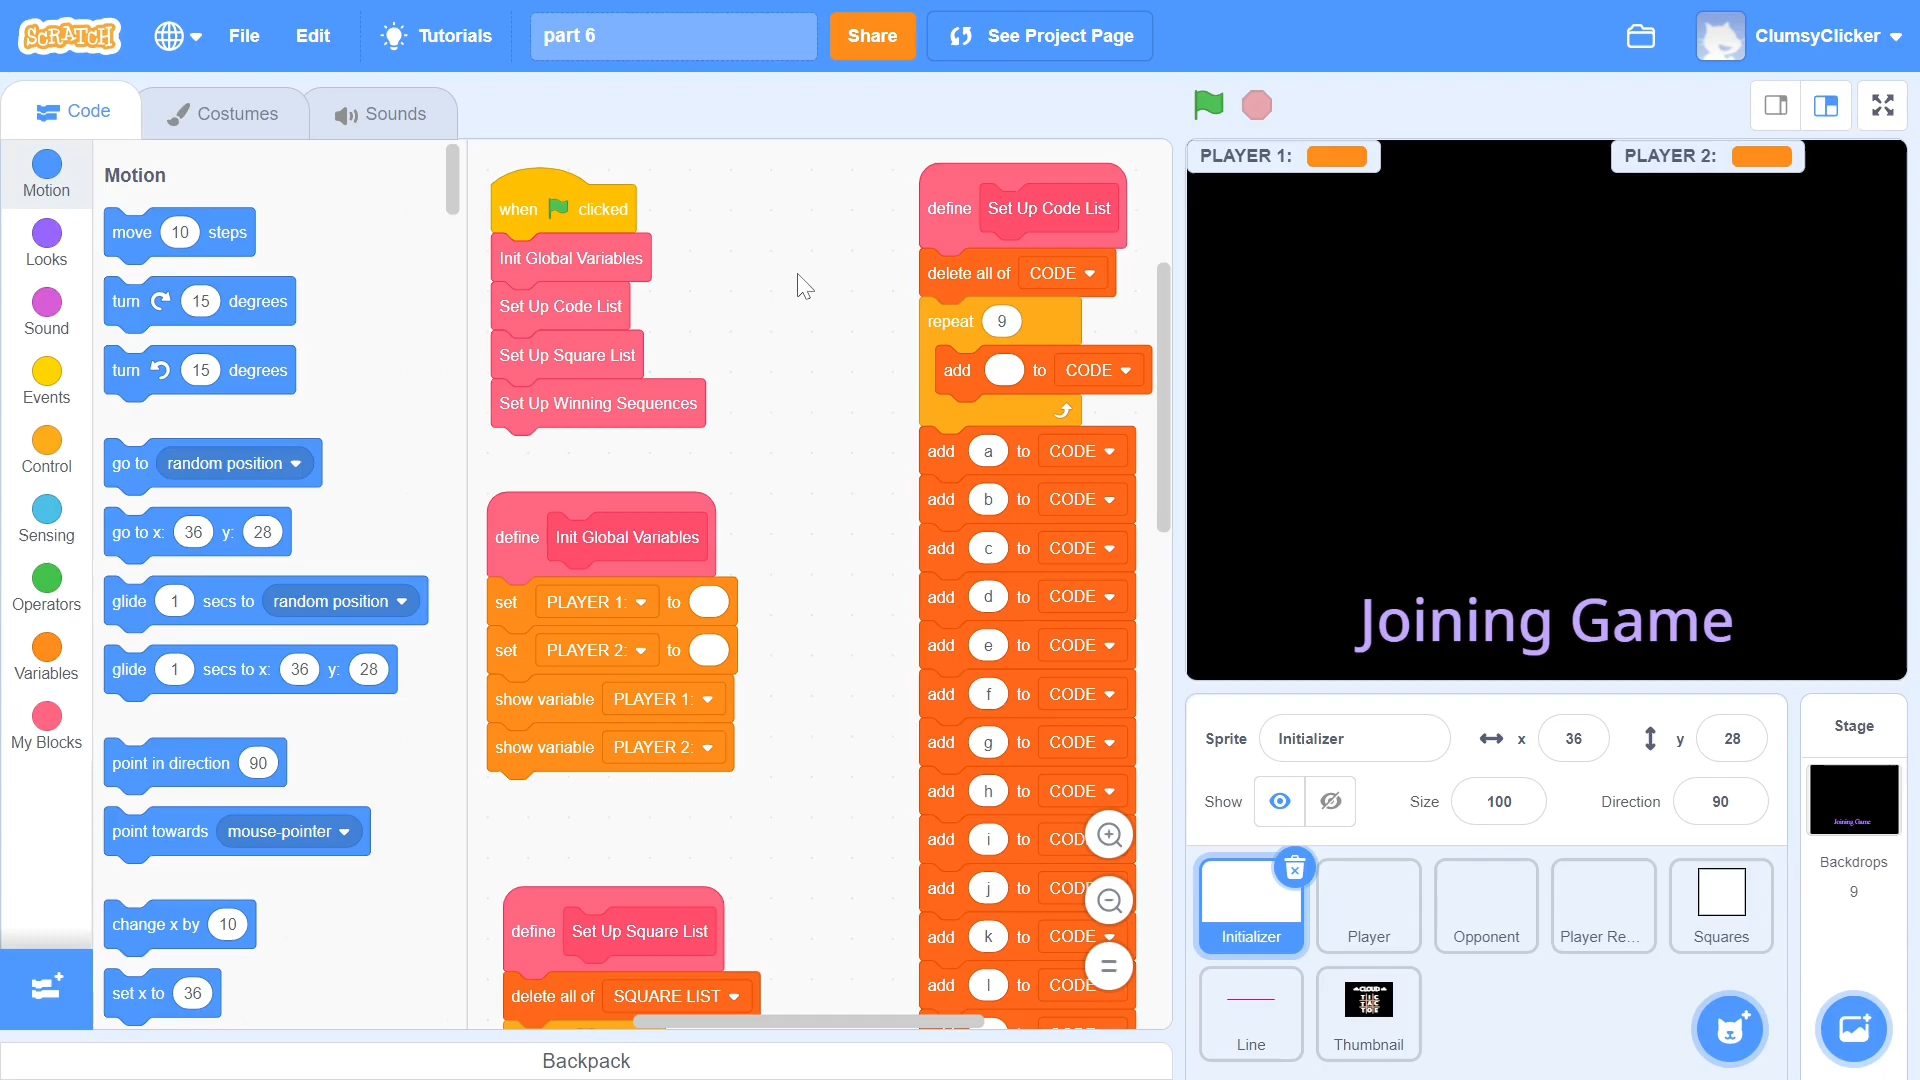 SCRATCH File Edit Tutorials part 6 Share See Project Page ClumsyClicker
Code Costumes Sounds
Motion
Looks
Sound
Events
Control
Sensing
Operators
Variables
My Blocks
Motion
move 10 steps
turn 15 degrees
turn 15 degrees
go to random position
go to x: 36 y: 28
glide 1 secs to random position
glide 1 secs to x: 36 y: 28
point in direction 90
point towards mouse-pointer
change x by 10
set x to 36
when clicked
Init Global Variables
Set Up Code List
Set Up Square List
Set Up Winning Sequences
define Init Global Variables
set PLAYER 1: to
set PLAYER 2: to
show variable PLAYER 1:
show variable PLAYER 2:
define Set Up Square List
delete all of SQUARE LIST
define Set Up Code List
delete all of CODE
repeat 9
add to CODE
add a to CODE
add b to CODE
add c to CODE
add d to CODE
add e to CODE
add f to CODE
add g to CODE
add h to CODE
add i to COD
add j to COD
add k to CODE
add l to CODE
Backpack
PLAYER 1: PLAYER 2:
Joining Game
Sprite Initializer x 36 y 28
Show Size 100 Direction 90
Initializer Player Opponent Player Re... Squares
Line Thumbnail
CLOUD
TIC
TAC
TOE
Stage
Joining Game
Backdrops
9